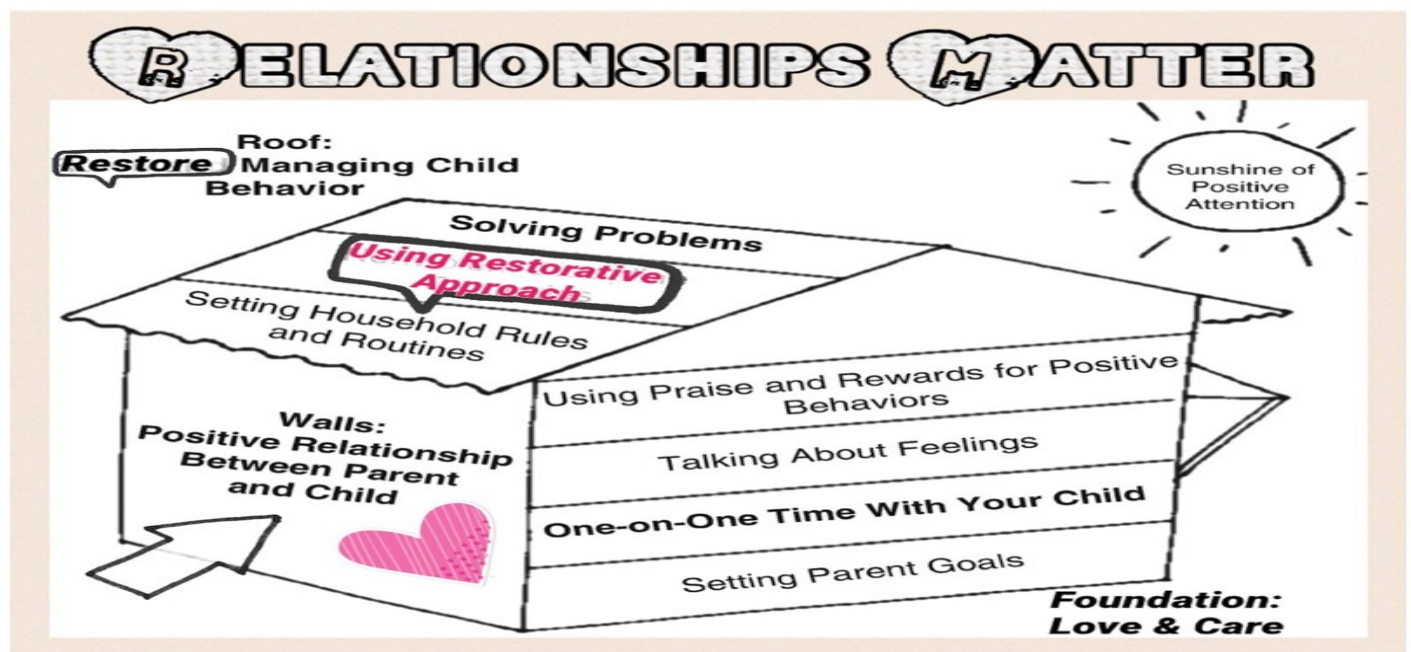 RELATIONSHIPS MATTER
Roof:
Restore Managing Child
Behavior
Sunshine of
Positive
Attention
Solving Problems
Using Restorative
Approach
Setting Household Rules
and Routines
Using Praise and Rewards for Positive
Behaviors
Talking About Feelings
One-on-One Time With Your Child
Setting Parent Goals
Walls:
Positive Relationship
Between Parent
and Child
Foundation:
Love & Care